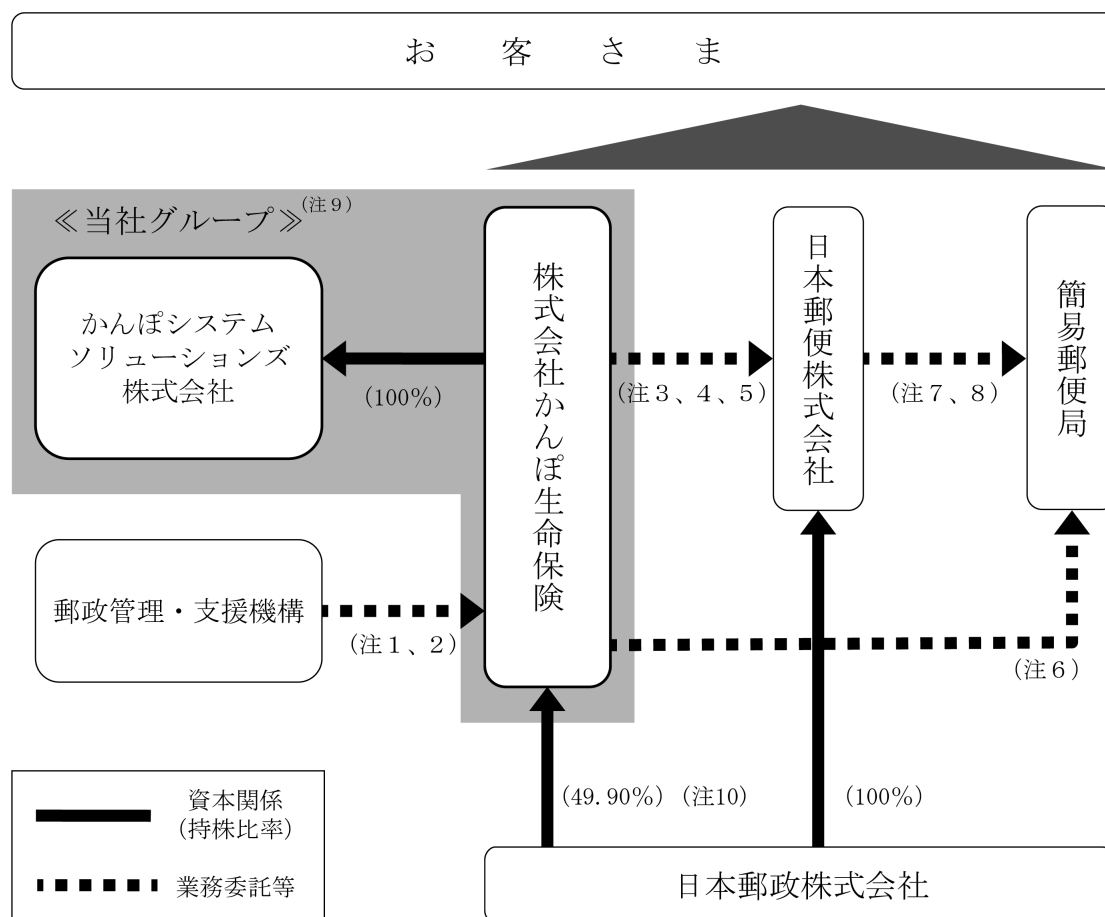 お客さま
≪当社グループ≫(注9)
かんぽシステム
ソリューションズ
株式会社
(100%)
株式会社かんぽ生命保険
(注3、4、5)
日本郵便株式会社
(注7、8)
簡易郵便局
郵政管理・支援機構
(注1、2)
(注6)
(49.90%)(注10)
(100%)
資本関係
(持株比率)
業務委託等
日本郵政株式会社